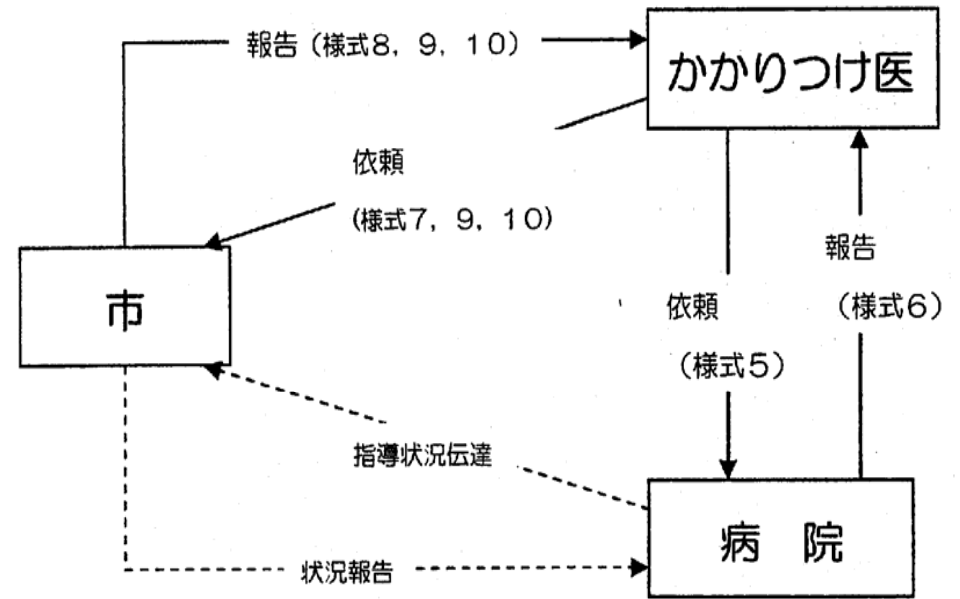 報告（様式8，9，10）
かかりつけ医
依頼
(様式7，9，10)
市
報告
(様式6)
依頼
(様式5)
指導状況伝達
病　院
状況報告